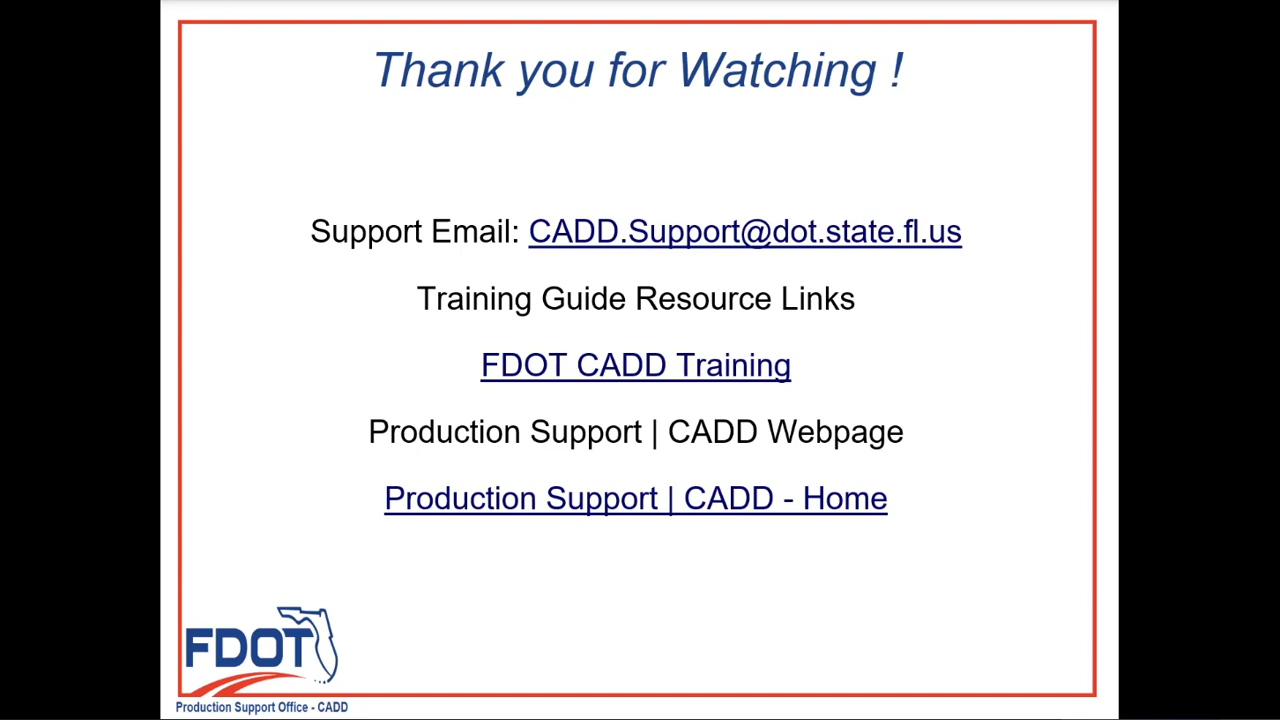 Thank you for Watching !
Support Email: CADD.Support@dot.state.fl.us
Training Guide Resource Links
FDOT CADD Training
Production Support | CADD Webpage
Production Support | CADD - Home
FDOT
Production Support Office - CADD